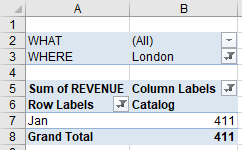 A B
1
2 WHAT (All)
3 WHERE London
4
5 Sum of REVENUE Column Labels
6 Row Labels Catalog
7 Jan 411
8 Grand Total 411